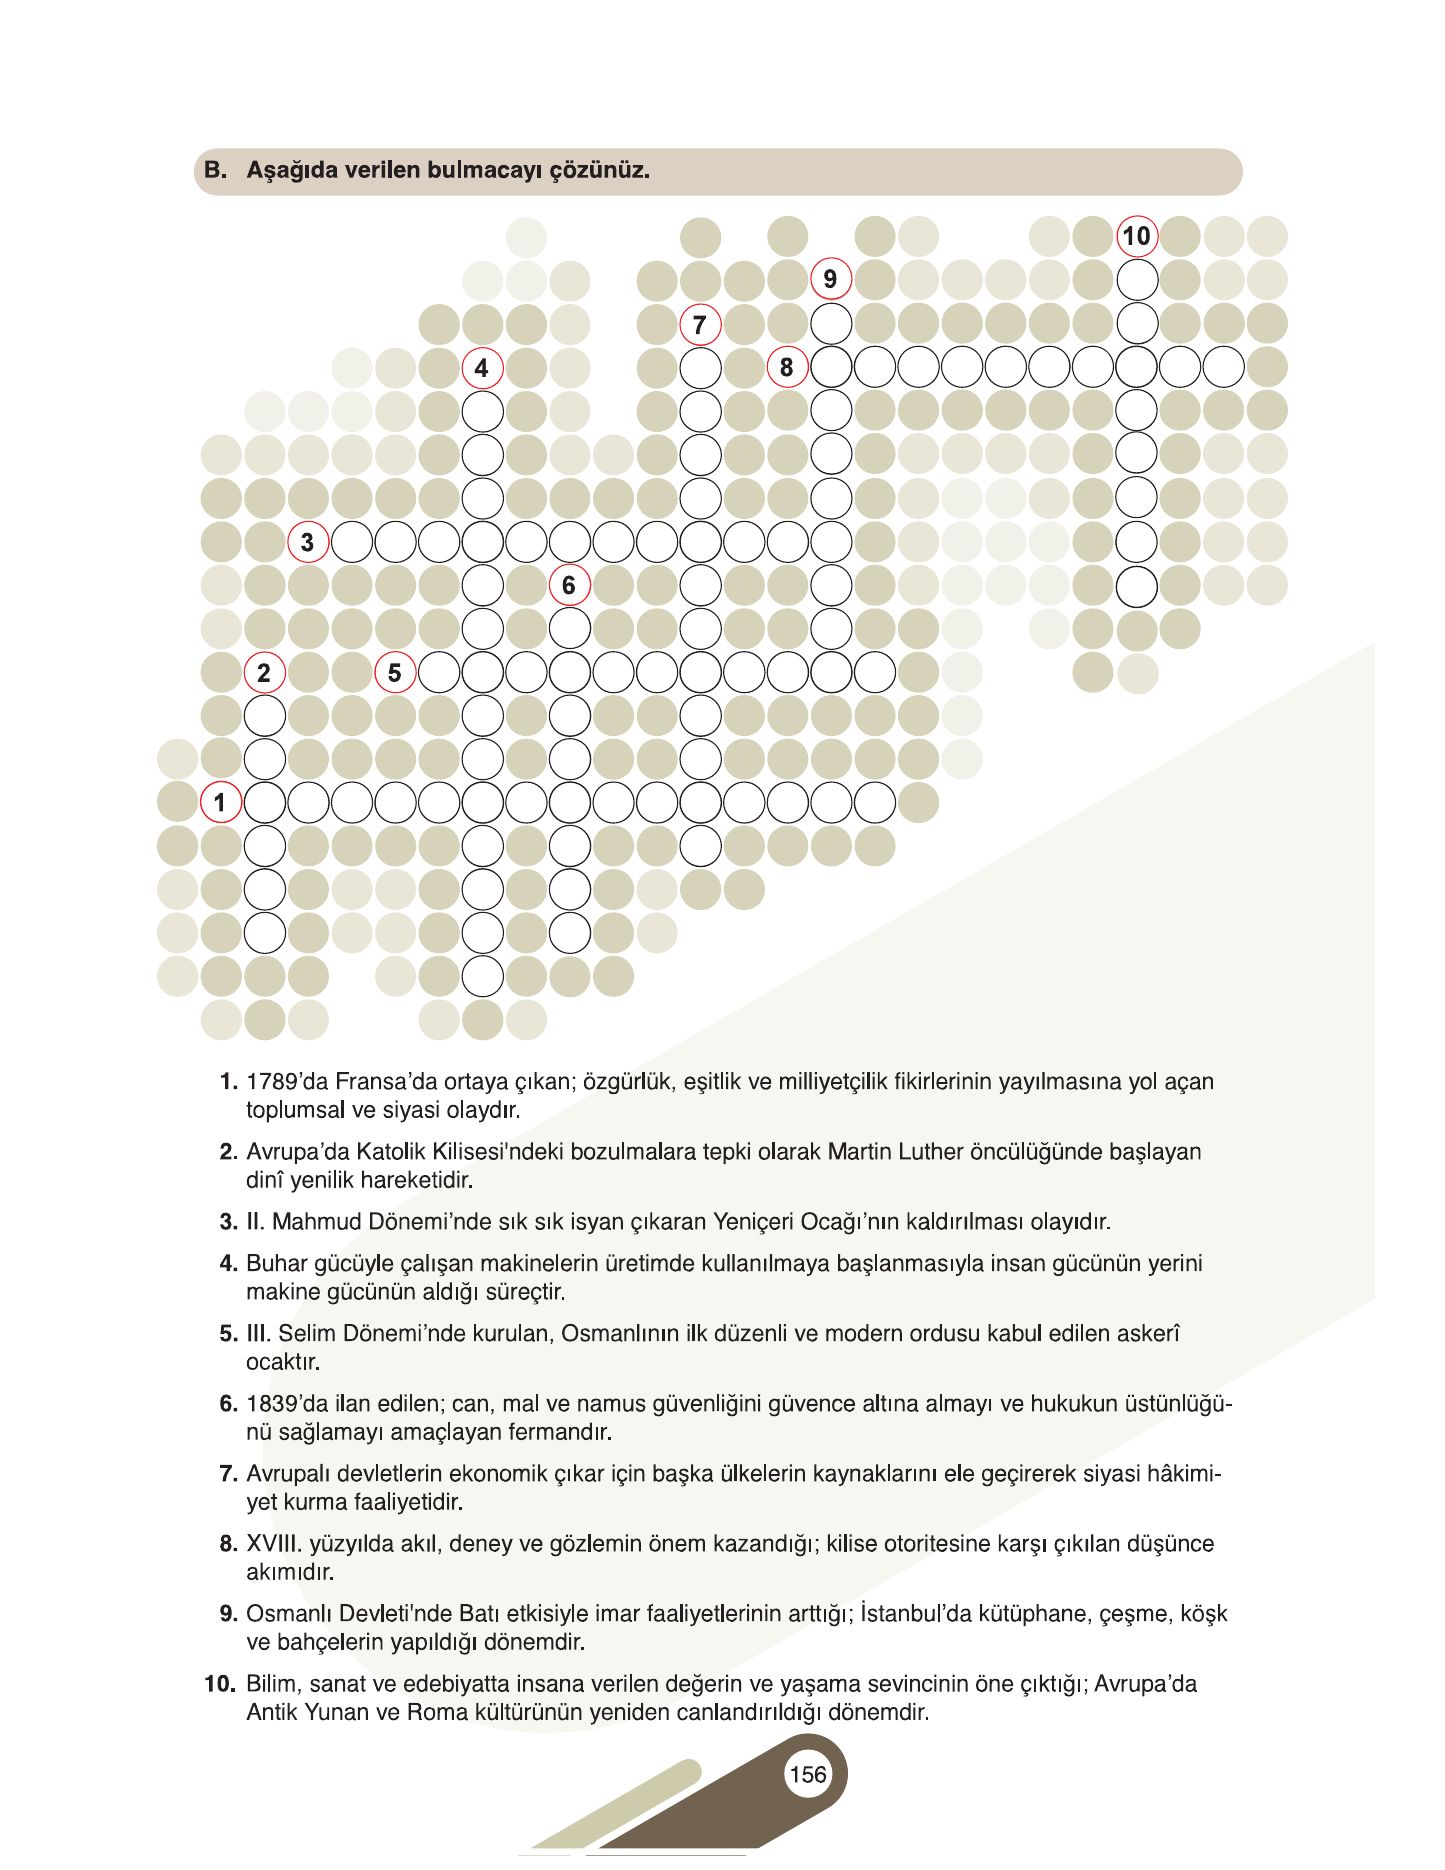 B. Aşağıda verilen bulmacayı çözünüz.
10
9
7
4
8
3
6
2
5
1
1. 1789’da Fransa’da ortaya çıkan; özgürlük, eşitlik ve milliyetçilik fikirlerinin yayılmasına yol açan
toplumsal ve siyasi olaydır.
2. Avrupa’da Katolik Kilisesi'ndeki bozulmalara tepki olarak Martin Luther öncülüğünde başlayan
dinî yenilik hareketidir.
3. II. Mahmud Dönemi’nde sık sık isyan çıkaran Yeniçeri Ocağı’nın kaldırılması olayıdır.
4. Buhar gücüyle çalışan makinelerin üretimde kullanılmaya başlanmasıyla insan gücünün yerini
makine gücünün aldığı süreçtir.
5. III. Selim Dönemi’nde kurulan, Osmanlının ilk düzenli ve modern ordusu kabul edilen askerî
ocaktır.
6. 1839’da ilan edilen; can, mal ve namus güvenliğini güvence altına almayı ve hukukun üstünlüğü-
nü sağlamayı amaçlayan fermandır.
7. Avrupalı devletlerin ekonomik çıkar için başka ülkelerin kaynaklarını ele geçirerek siyasi hâkimi-
yet kurma faaliyetidir.
8. XVIII. yüzyılda akıl, deney ve gözlemin önem kazandığı; kilise otoritesine karşı çıkılan düşünce
akımıdır.
9. Osmanlı Devleti'nde Batı etkisiyle imar faaliyetlerinin arttığı; İstanbul’da kütüphane, çeşme, köşk
ve bahçelerin yapıldığı dönemdir.
10. Bilim, sanat ve edebiyatta insana verilen değerin ve yaşama sevincinin öne çıktığı; Avrupa’da
Antik Yunan ve Roma kültürünün yeniden canlandırıldığı dönemdir.
156